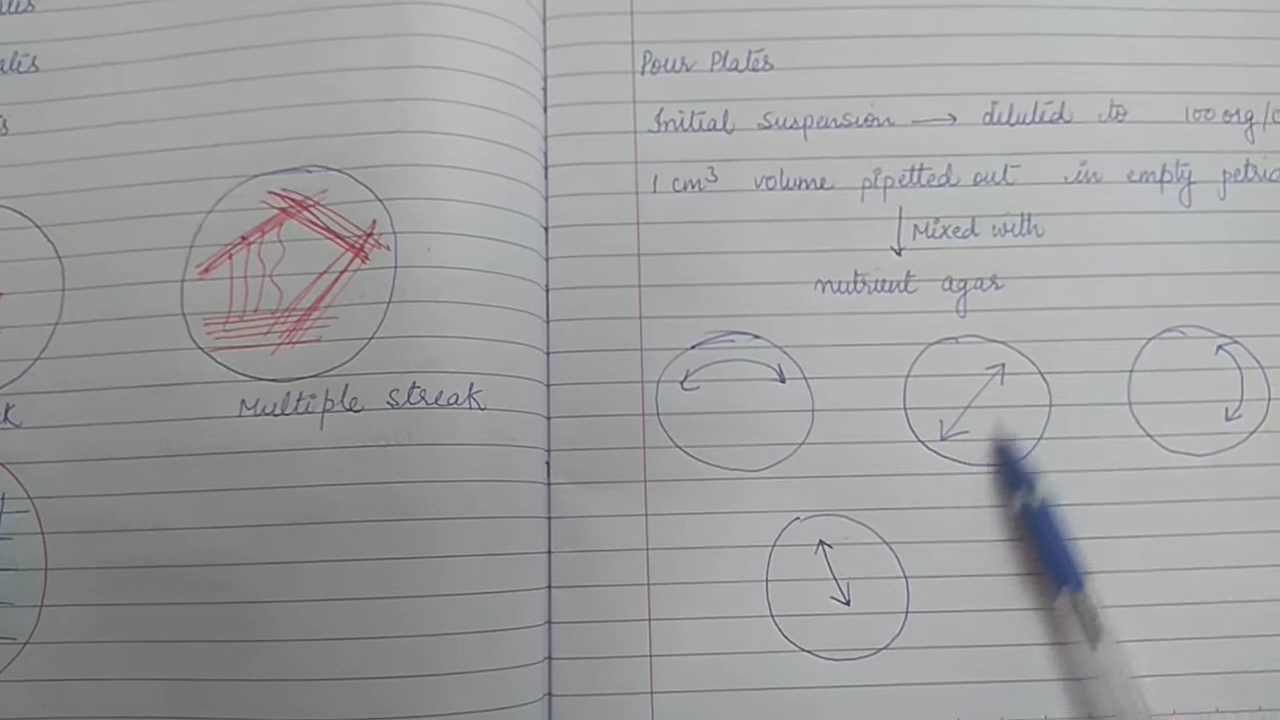 Multiple streak
Pour Plates
Initial suspension → diluted to 100 org/
1 cm³ volume pipetted out in empty
↓ Mixed with
nutrient agar